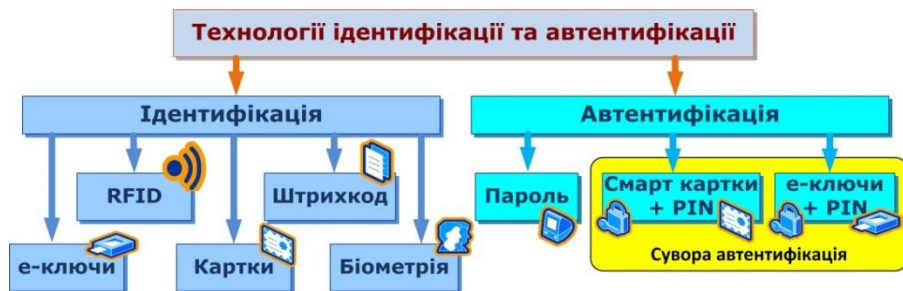 Технології ідентифікації та автентифікації
Ідентифікація
Автентифікація
RFID
Штрихкод
е-ключи
Картки
Біометрія
Пароль
Смарт картки
+ PIN
е-ключи
+ PIN
Сувора автентифікація